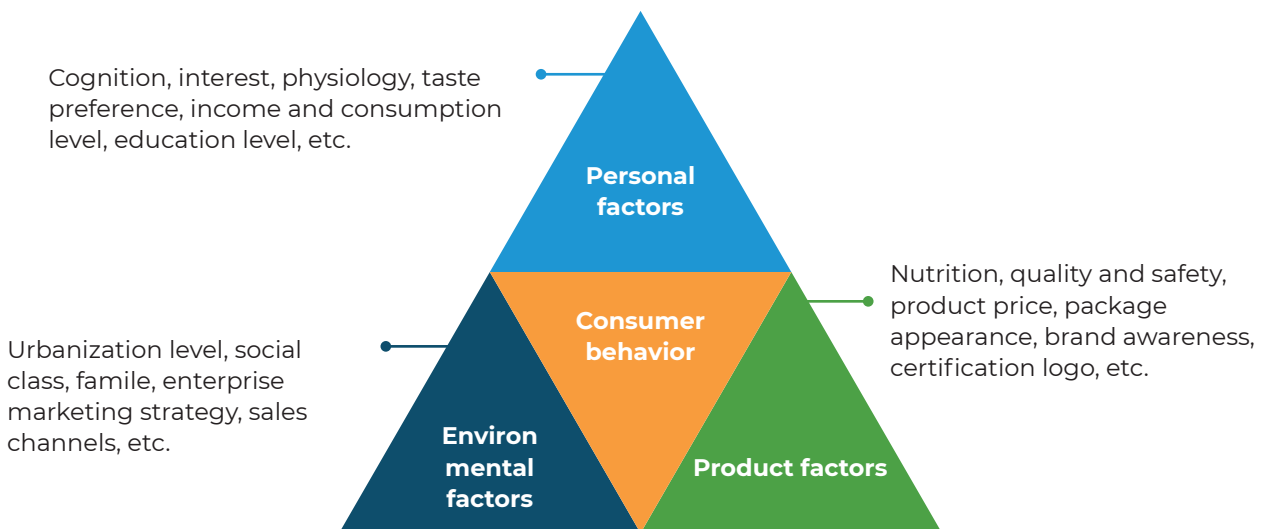 Cognition, interest, physiology, taste
preference, income and consumption
level, education level, etc.
Personal
factors
Nutrition, quality and safety,
product price, package
appearance, brand awareness,
certification logo, etc.
Consumer
behavior
Urbanization level, social
class, famile, enterprise
marketing strategy, sales
channels, etc.
Environ
mental
factors
Product factors